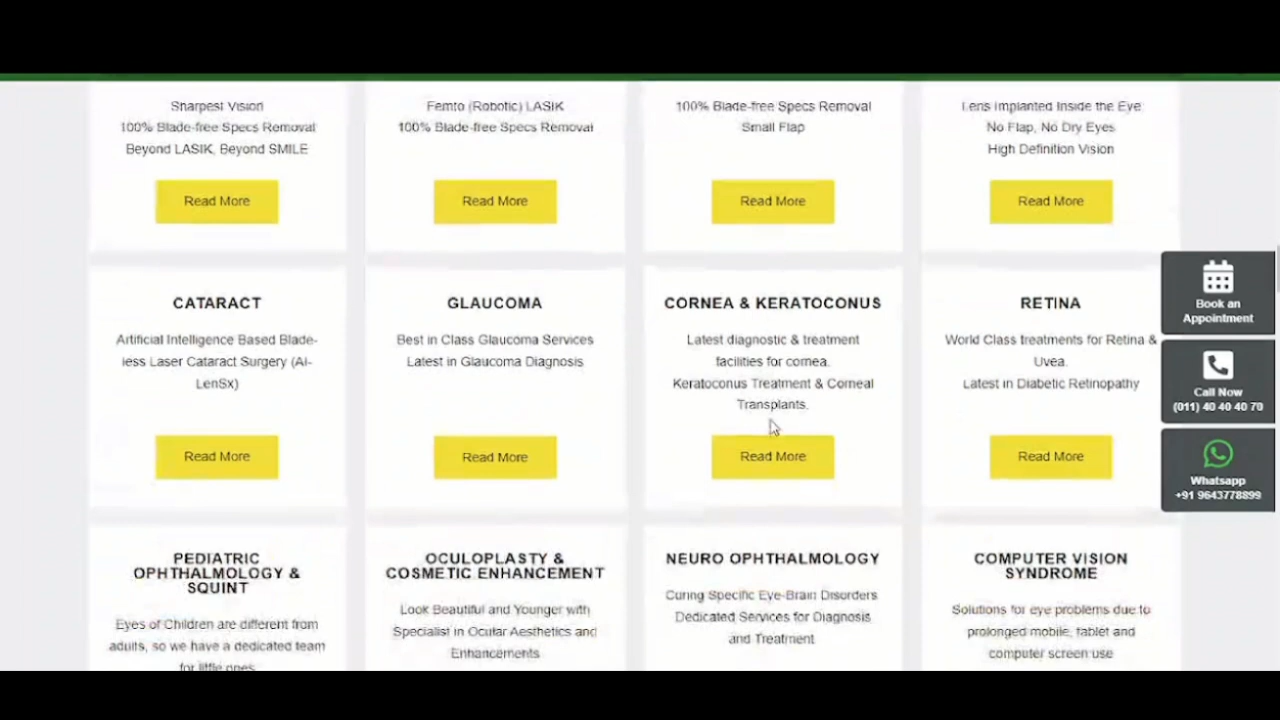 Sharpest Vision
100% Blade-free Specs Removal
Beyond LASIK, Beyond SMILE
Read More
Femto (Robotic) LASIK
100% Blade-free Specs Removal
Read More
100% Blade-free Specs Removal
Small Flap
Read More
Lens Implanted Inside the Eye
No Flap, No Dry Eyes
High Definition Vision
Read More
CATARACT
Artificial Intelligence Based Blade-
less Laser Cataract Surgery (AI-
LenSx)
Read More
GLAUCOMA
Best in Class Glaucoma Services
Latest in Glaucoma Diagnosis
Read More
CORNEA & KERATOCONUS
Latest diagnostic & treatment
facilities for cornea.
Keratoconus Treatment & Corneal
Transplants.
Read More
RETINA
World Class treatments for Retina &
Uvea.
Latest in Diabetic Retinopathy
Read More
Book an
Appointment
Call Now
(011) 40 40 40 70
Whatsapp
+91 9643778899
PEDIATRIC
OPHTHALMOLOGY &
SQUINT
Eyes of Children are different from
adults, so we have a dedicated team
for little ones
OCULOPLASTY &
COSMETIC ENHANCEMENT
Look Beautiful and Younger with
Specialist in Ocular Aesthetics and
Enhancements
NEURO OPHTHALMOLOGY
Curing Specific Eye-Brain Disorders
Dedicated Services for Diagnosis
and Treatment
COMPUTER VISION
SYNDROME
Solutions for eye problems due to
prolonged mobile, tablet and
computer screen use